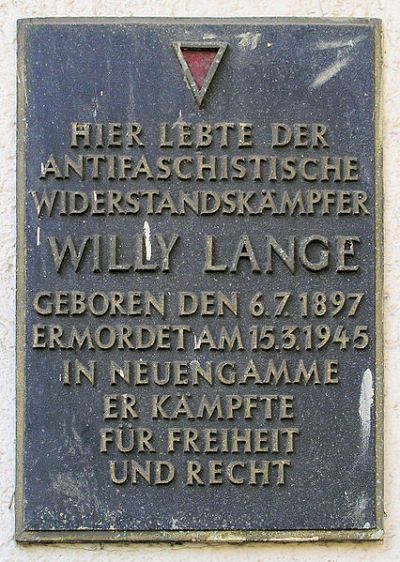 HIER LEBTE DER
ANTIFASCHISTISCHE
WIDERSTANDSKÄMPFER
WILLY LANGE
GEBOREN DEN 6.7.1897
ERMORDET AM 15.3.1945
IN NEUENGAMME
ER KÄMPFTE
FÜR FREIHEIT
UND RECHT